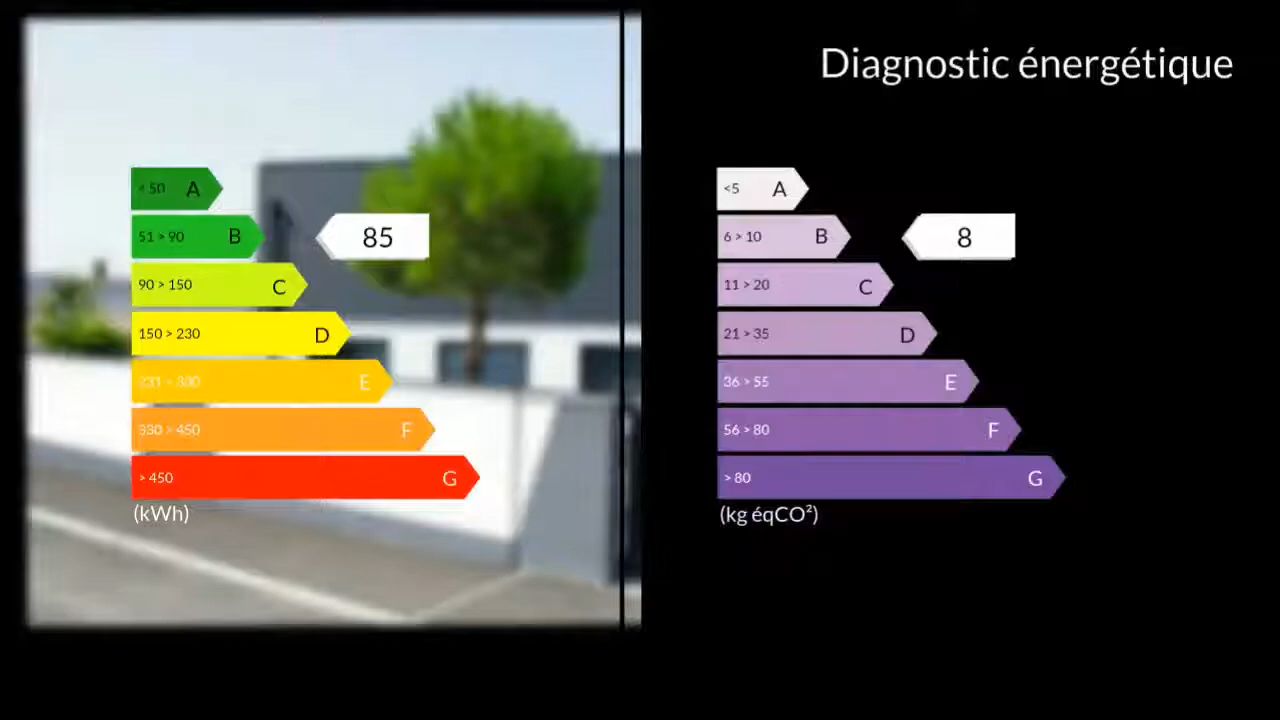 Diagnostic énergétique
< 50 A
51 > 90 B
85
90 > 150 C
150 > 230 D
231 > 330 E
330 > 450 F
> 450 G
(kWh)
<5 A
6 > 10 B
8
11 > 20 C
21 > 35 D
36 > 55 E
56 > 80 F
> 80 G
(kg éqCO²)